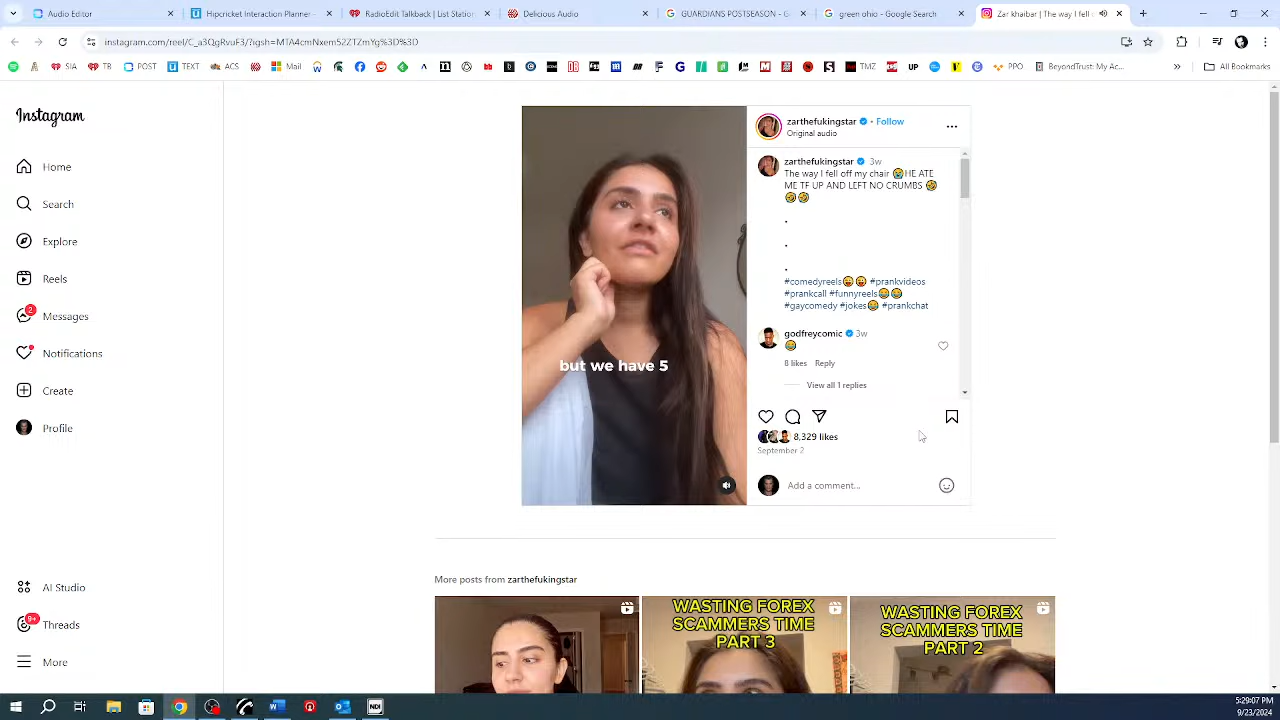 Audio Editor
Hipcricket Interaction Planner-
RadioEdit Talkback | List Station
Delicious Audio
GUARDIANS POSTSEASON - G
green ohio - Google Search
Zar khaibar | The way I fell
instagram.com/reel/C_a3QgRvuF3/?igsh=MTA4cmNxem52ZTZmYg%3D%3D
SIA
TB
POST
TEXT
ACS
Mail
TMZ
UP
PPO
BeyondTrust: My Ac...
All Bookmarks
Instagram
Home
Search
Explore
Reels
2
Messages
Notifications
Create
Profile
AI Studio
9+
Threads
More
but we have 5
zarthefukingstar • Follow
Original audio
zarthefukingstar 3w
The way I fell off my chair 😭HE ATE
ME TF UP AND LEFT NO CRUMBS 🤣
🤣🤣
.
.
.
#comedyreels😛😛 #prankvideos
#prankcall #funnyreels😂😂
#gaycomedy #jokes😂 #prankchat
godfreycomic 3w
😂
8 likes Reply
View all 1 replies
8,329 likes
September 2
Add a comment...
More posts from zarthefukingstar
WASTING FOREX
SCAMMERS TIME
PART 3
WASTING FOREX
SCAMMERS TIME
PART 2
NDI
5:29:07 PM
9/23/2024